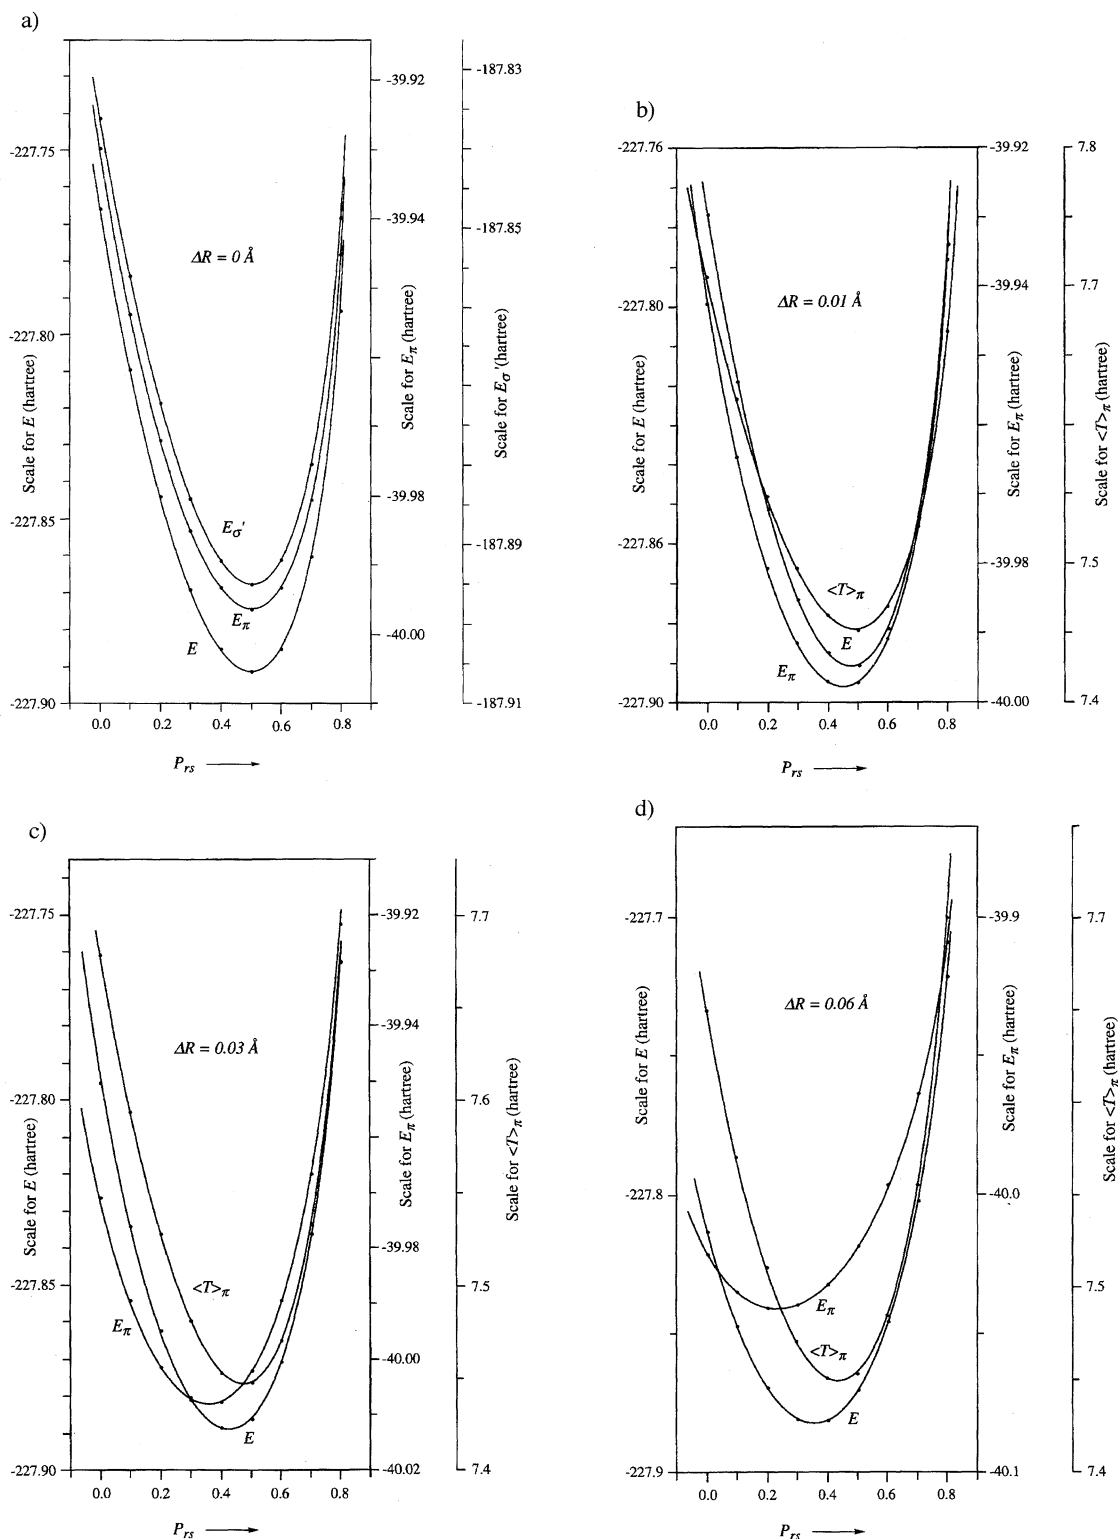 a)
-227.75
-227.80
-227.85
-227.90
Scale for E (hartree)
-39.92
-39.94
-39.98
-40.00
Scale for Eπ (hartree)
-187.83
-187.85
-187.89
-187.91
Scale for Eσ' (hartree)
ΔR = 0 Å
Eσ'
Eπ
E
0.0 0.2 0.4 0.6 0.8
Prs
b)
-227.76
-227.80
-227.86
-227.90
Scale for E (hartree)
-39.92
-39.94
-39.98
-40.00
Scale for Eπ (hartree)
7.8
7.7
7.5
7.4
Scale for <T>π (hartree)
ΔR = 0.01 Å
<T>π
E
Eπ
0.0 0.2 0.4 0.6 0.8
Prs
c)
-227.75
-227.80
-227.85
-227.90
Scale for E (hartree)
-39.92
-39.94
-39.98
-40.00
-40.02
Scale for Eπ (hartree)
7.7
7.6
7.5
7.4
Scale for <T>π (hartree)
ΔR = 0.03 Å
<T>π
Eπ
E
0.0 0.2 0.4 0.6 0.8
Prs
d)
-227.7
-227.8
-227.9
Scale for E (hartree)
-39.9
-40.0
-40.1
Scale for Eπ (hartree)
7.7
7.5
7.4
Scale for <T>π (hartree)
ΔR = 0.06 Å
Eπ
<T>π
E
0.0 0.2 0.4 0.6 0.8
Prs